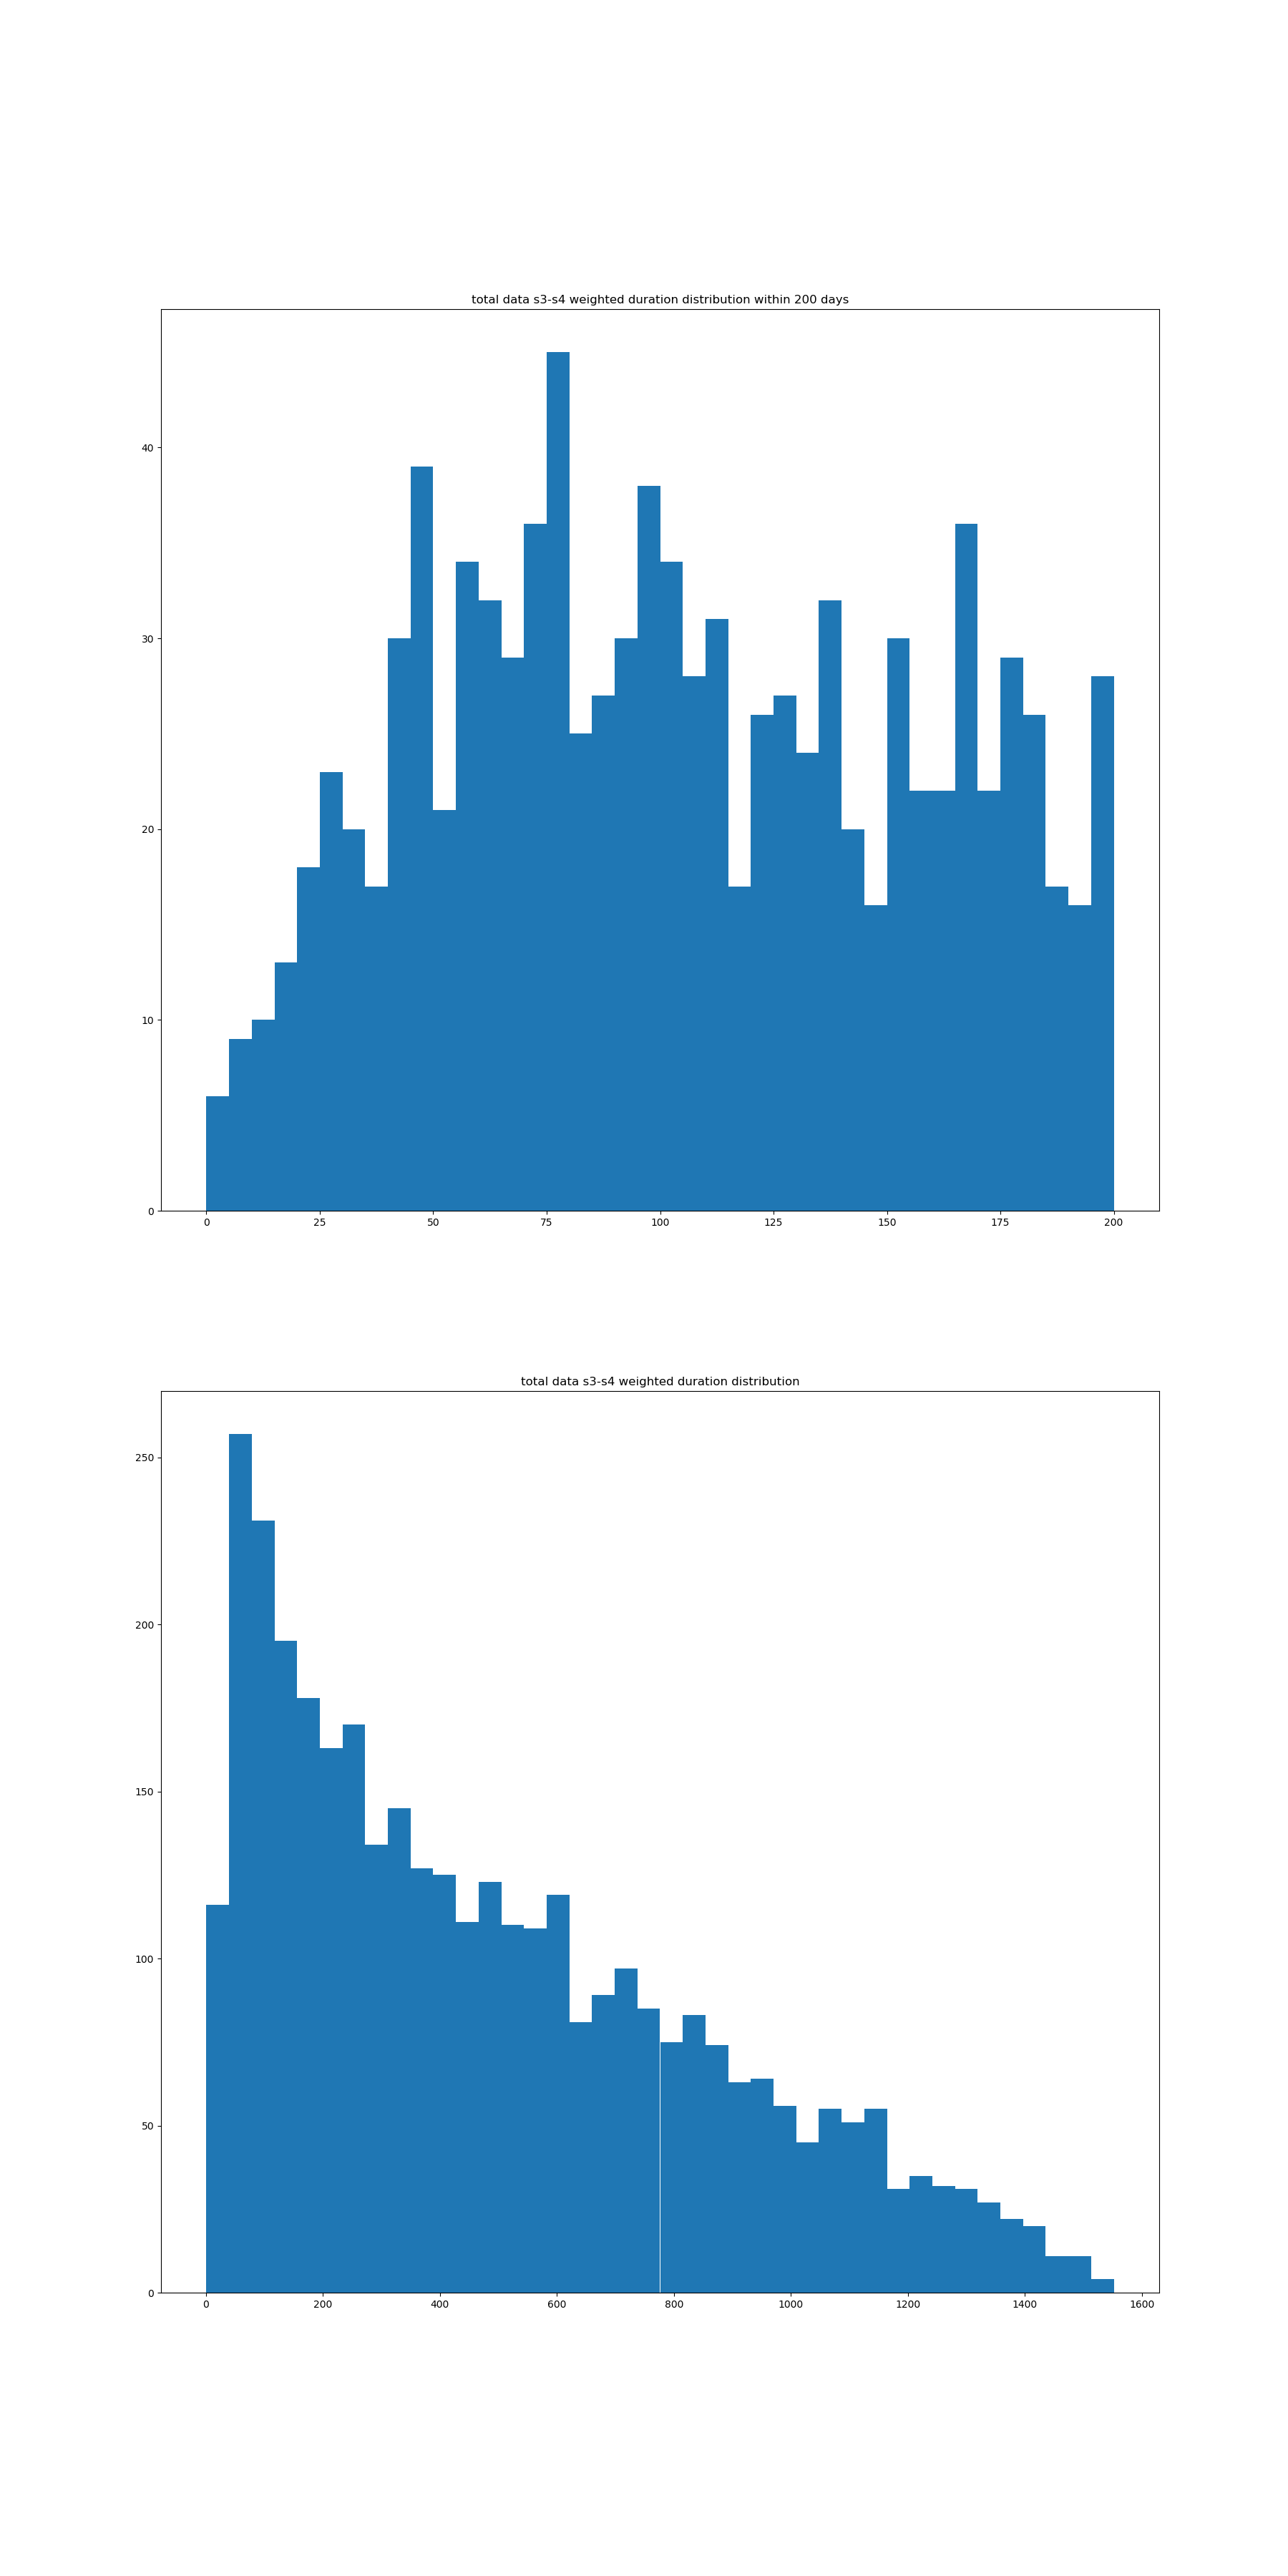 total data s3-s4 weighted duration distribution within 200 days
40
30
20
10
0
0 25 50 75 100 125 150 175 200
total data s3-s4 weighted duration distribution
250
200
150
100
50
0
0 200 400 600 800 1000 1200 1400 1600